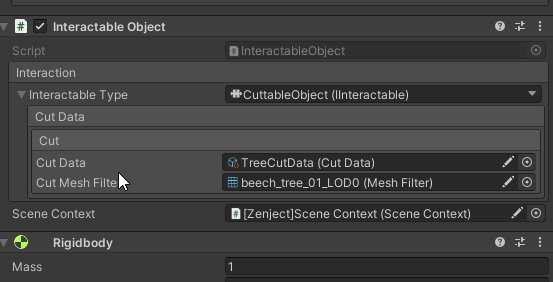 Interactable Object
Script InteractableObject
Interaction
Interactable Type CuttableObject (IInteractable)
Cut Data
Cut
Cut Data TreeCutData (Cut Data)
Cut Mesh Filte beech_tree_01_LOD0 (Mesh Filter)
Scene Context [Zenject]Scene Context (Scene Context)
Rigidbody
Mass 1